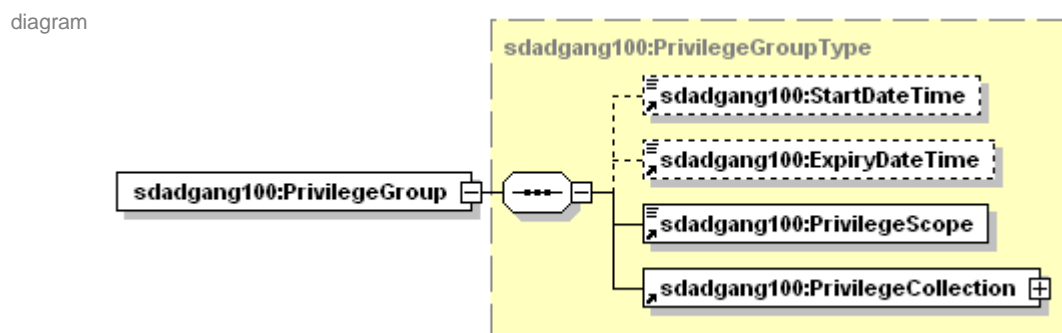 diagram
sdadgang100:PrivilegeGroupType
sdadgang100:StartDateTime
sdadgang100:ExpiryDateTime
sdadgang100:PrivilegeGroup
sdadgang100:PrivilegeScope
sdadgang100:PrivilegeCollection